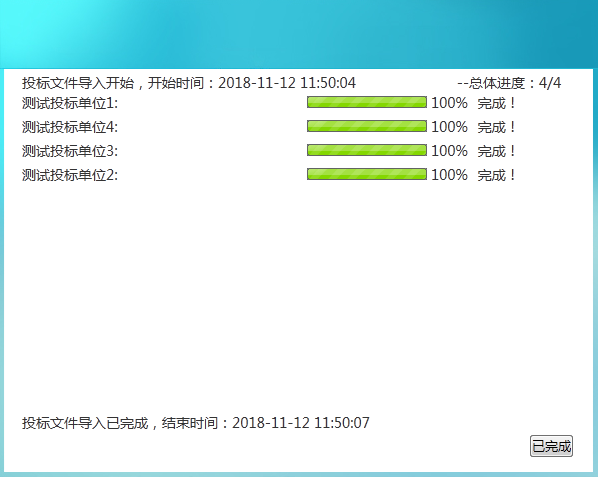 投标文件导入开始，开始时间：2018-11-12 11:50:04 --总体进度：4/4
测试投标单位1: 100% 完成！
测试投标单位4: 100% 完成！
测试投标单位3: 100% 完成！
测试投标单位2: 100% 完成！
投标文件导入已完成，结束时间：2018-11-12 11:50:07
已完成